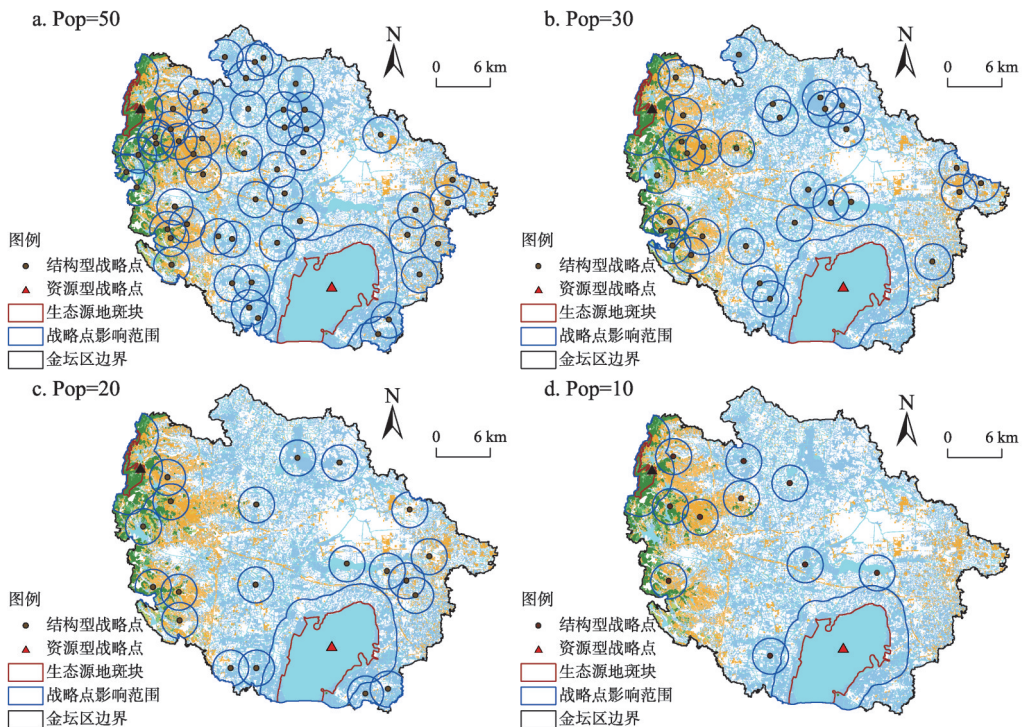 a. Pop=50
N
0 6 km
图例
结构型战略点
资源型战略点
生态源地斑块
战略点影响范围
金坛区边界
b. Pop=30
N
0 6 km
图例
结构型战略点
资源型战略点
生态源地斑块
战略点影响范围
金坛区边界
c. Pop=20
N
0 6 km
图例
结构型战略点
资源型战略点
生态源地斑块
战略点影响范围
金坛区边界
d. Pop=10
N
0 6 km
图例
结构型战略点
资源型战略点
生态源地斑块
战略点影响范围
金坛区边界